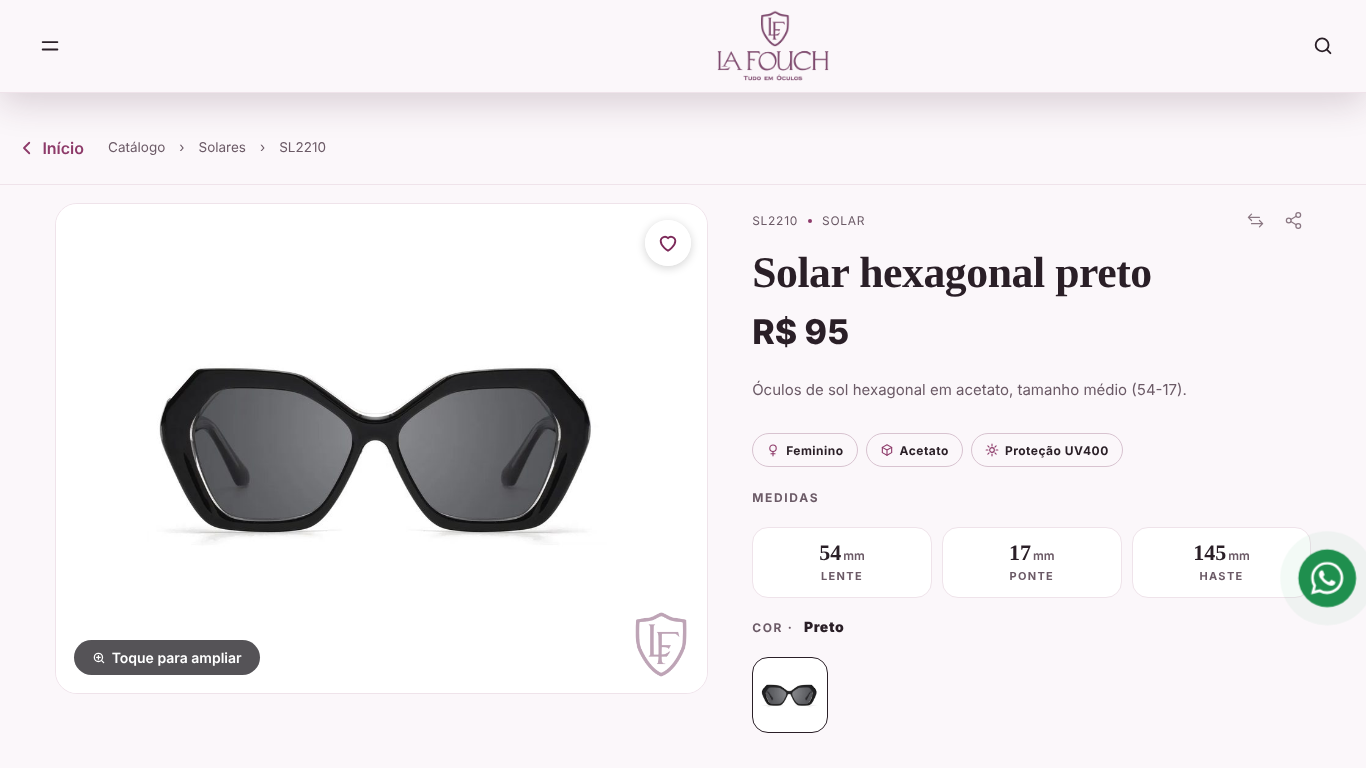 LF
LA FOUCH
TUDO EM ÓCULOS
Início
Catálogo › Solares › SL2210
SL2210 • SOLAR
Solar hexagonal preto
R$ 95
Óculos de sol hexagonal em acetato, tamanho médio (54-17).
Feminino Acetato Proteção UV400
MEDIDAS
54 mm 17 mm 145 mm
LENTE PONTE HASTE
COR · Preto
LF
Toque para ampliar